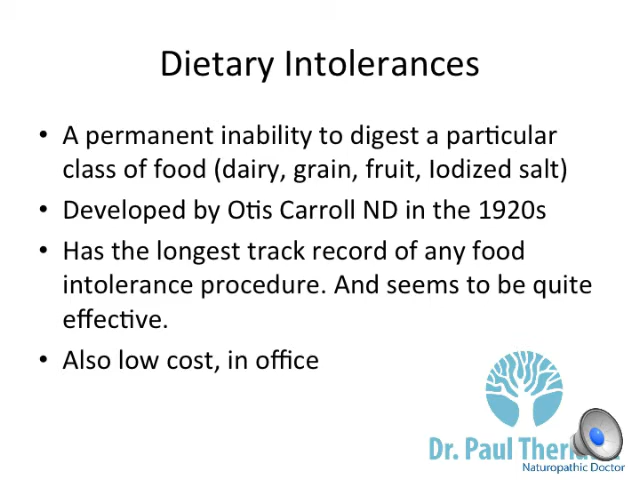 Dietary Intolerances
• A permanent inability to digest a particular
class of food (dairy, grain, fruit, Iodized salt)
• Developed by Otis Carroll ND in the 1920s
• Has the longest track record of any food
intolerance procedure. And seems to be quite
effective.
• Also low cost, in office
Dr. Paul
Naturopathic Doctor